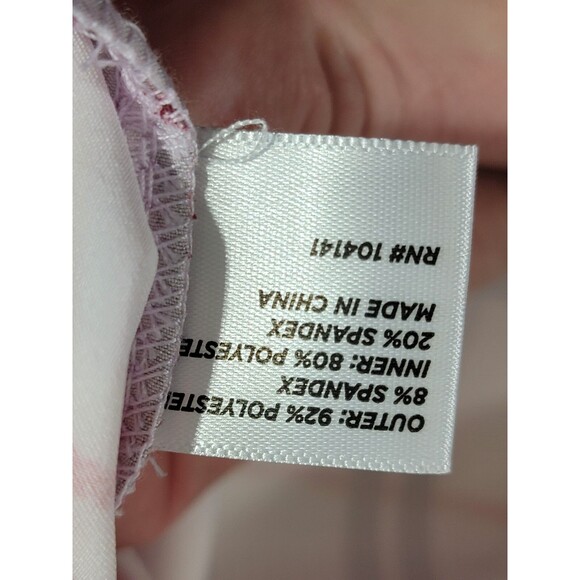 OUTER: 92% POLYESTE
8% SPANDEX
INNER: 80% POLYESTE
20% SPANDEX
MADE IN CHINA
RN# 104141